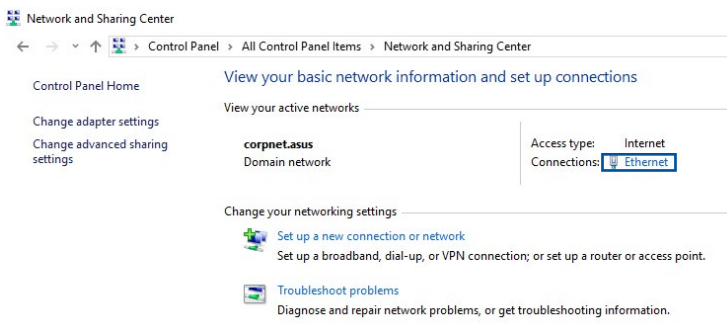 Network and Sharing Center
Control Panel > All Control Panel Items > Network and Sharing Center
Control Panel Home
Change adapter settings
Change advanced sharing
settings
View your basic network information and set up connections
View your active networks
corpnet.asus
Domain network
Access type: Internet
Connections: Ethernet
Change your networking settings
Set up a new connection or network
Set up a broadband, dial-up, or VPN connection; or set up a router or access point.
Troubleshoot problems
Diagnose and repair network problems, or get troubleshooting information.